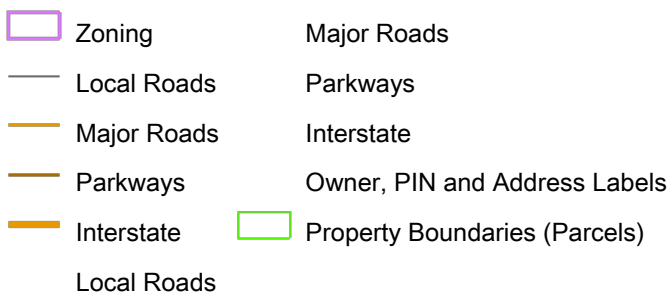 Zoning
Local Roads
Major Roads
Parkways
Interstate
Local Roads
Major Roads
Parkways
Interstate
Owner, PIN and Address Labels
Property Boundaries (Parcels)